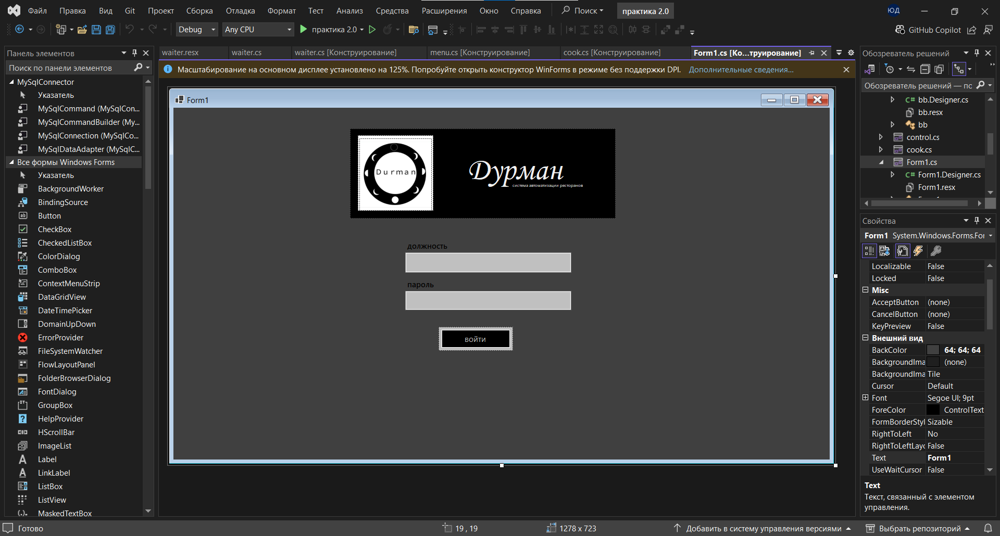 Файл Правка Вид Git Проект Сборка Отладка Формат Тест Анализ Средства Расширения Окно Справка Поиск практика 2.0 ЮД
Debug Any CPU практика 2.0 GitHub Copilot
Панель элементов
Поиск по панели элементов
MySqlConnector
Указатель
MySqlCommand (MySqlCon...
MySqlCommandBuilder (My...
MySqlConnection (MySqlCo...
MySqlDataAdapter (MySqlC...
Все формы Windows Forms
Указатель
BackgroundWorker
BindingSource
Button
CheckBox
CheckedListBox
ColorDialog
ComboBox
ContextMenuStrip
DataGridView
DateTimePicker
DomainUpDown
ErrorProvider
FileSystemWatcher
FlowLayoutPanel
FolderBrowserDialog
FontDialog
GroupBox
HelpProvider
HScrollBar
ImageList
Label
LinkLabel
ListBox
ListView
MaskedTextBox
waiter.resx waiter.cs waiter.cs [Конструирование] menu.cs [Конструирование] cook.cs [Конструирование] Form1.cs [Ко...труирование]
Масштабирование на основном дисплее установлено на 125%. Попробуйте открыть конструктор WinForms в режиме без поддержки DPI. Дополнительные сведения...
Form1
Durman
Дурман
система автоматизации ресторанов
должность
пароль
войти
Обозреватель решений
Обозреватель решений — по
bb.Designer.cs
bb.resx
bb
control.cs
cook.cs
Form1.cs
Form1.Designer.cs
Form1.resx
Свойства
Form1 System.Windows.Forms.For
Localizable False
Locked False
Misc
AcceptButton (none)
CancelButton (none)
KeyPreview False
Внешний вид
BackColor 64; 64; 64
BackgroundIma (none)
BackgroundIma Tile
Cursor Default
Font Segoe UI; 9pt
ForeColor ControlText
FormBorderStyl Sizable
RightToLeft No
RightToLeftLayc False
Text Form1
UseWaitCursor False
Text
Текст, связанный с элементом
управления.
Готово 19 , 19 1278 x 723 Добавить в систему управления версиями Выбрать репозиторий